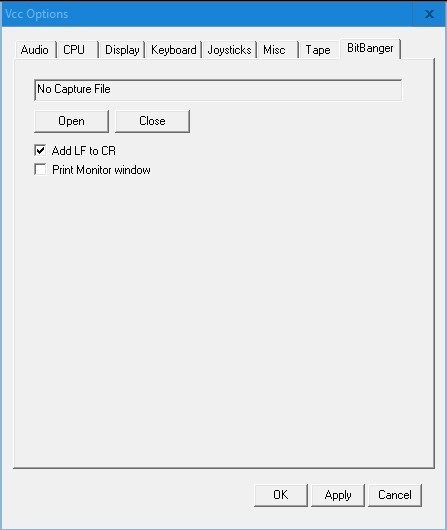 Vcc Options
Audio CPU Display Keyboard Joysticks Misc Tape BitBanger
No Capture File
Open Close
Add LF to CR
Print Monitor window
OK Apply Cancel